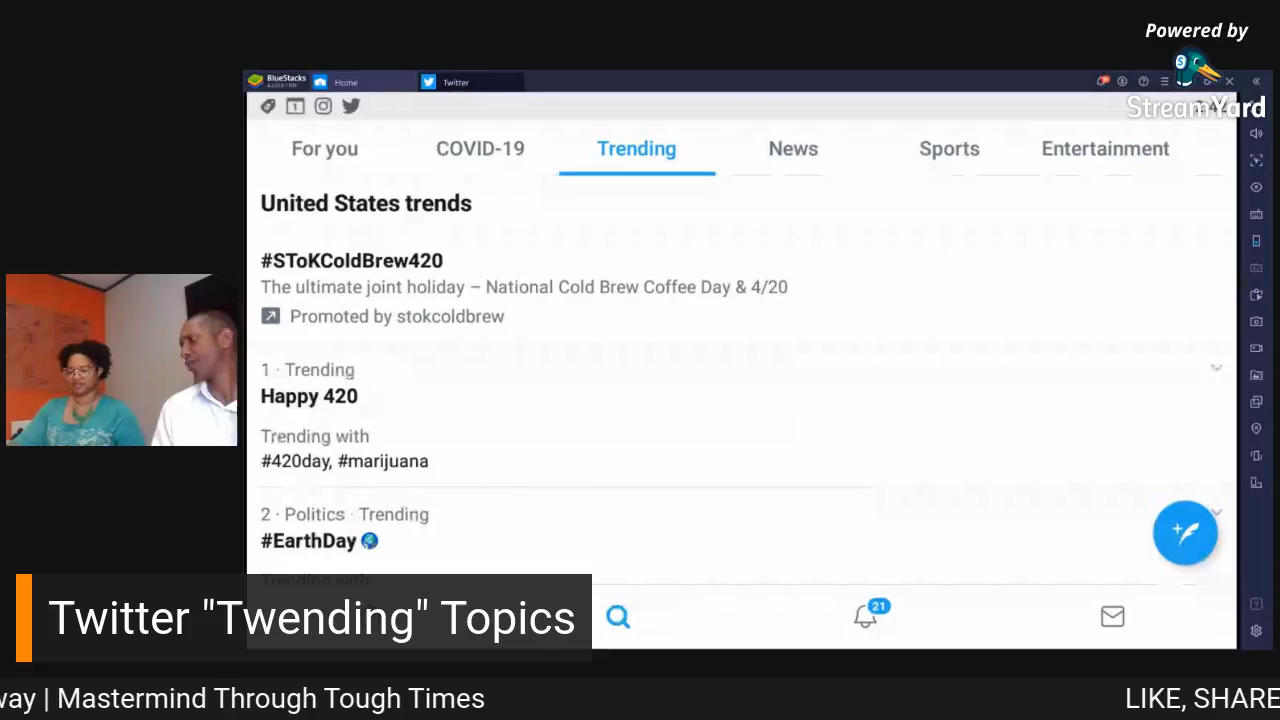 Powered by
StreamYard
BlueStacks
Home
Twitter
For you
COVID-19
Trending
News
Sports
Entertainment
United States trends
#SToKColdBrew420
The ultimate joint holiday – National Cold Brew Coffee Day & 4/20
Promoted by stokcoldbrew
1 · Trending
Happy 420
Trending with
#420day, #marijuana
2 · Politics · Trending
#EarthDay
Trending with
21
Twitter "Twending" Topics
way | Mastermind Through Tough Times
LIKE, SHARE